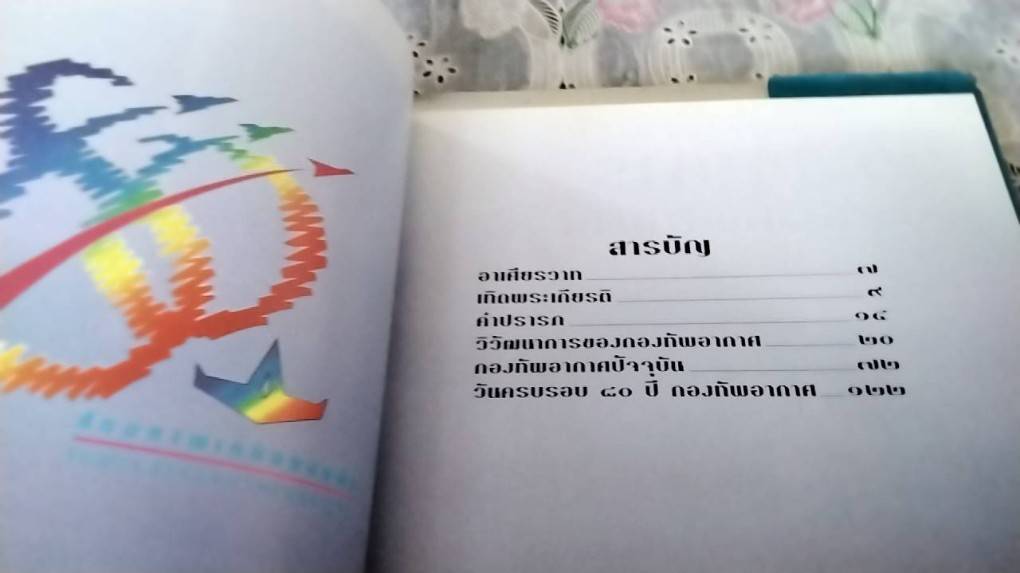 สารบัญ
อาเศียรวาท ๗
เทิดพระเกียรติ ๙
คำปรารภ ๑๔
วิวัฒนาการของกองทัพอากาศ ๒๐
กองทัพอากาศปัจจุบัน ๗๒
วันครบรอบ ๘๐ ปี กองทัพอากาศ ๑๒๒